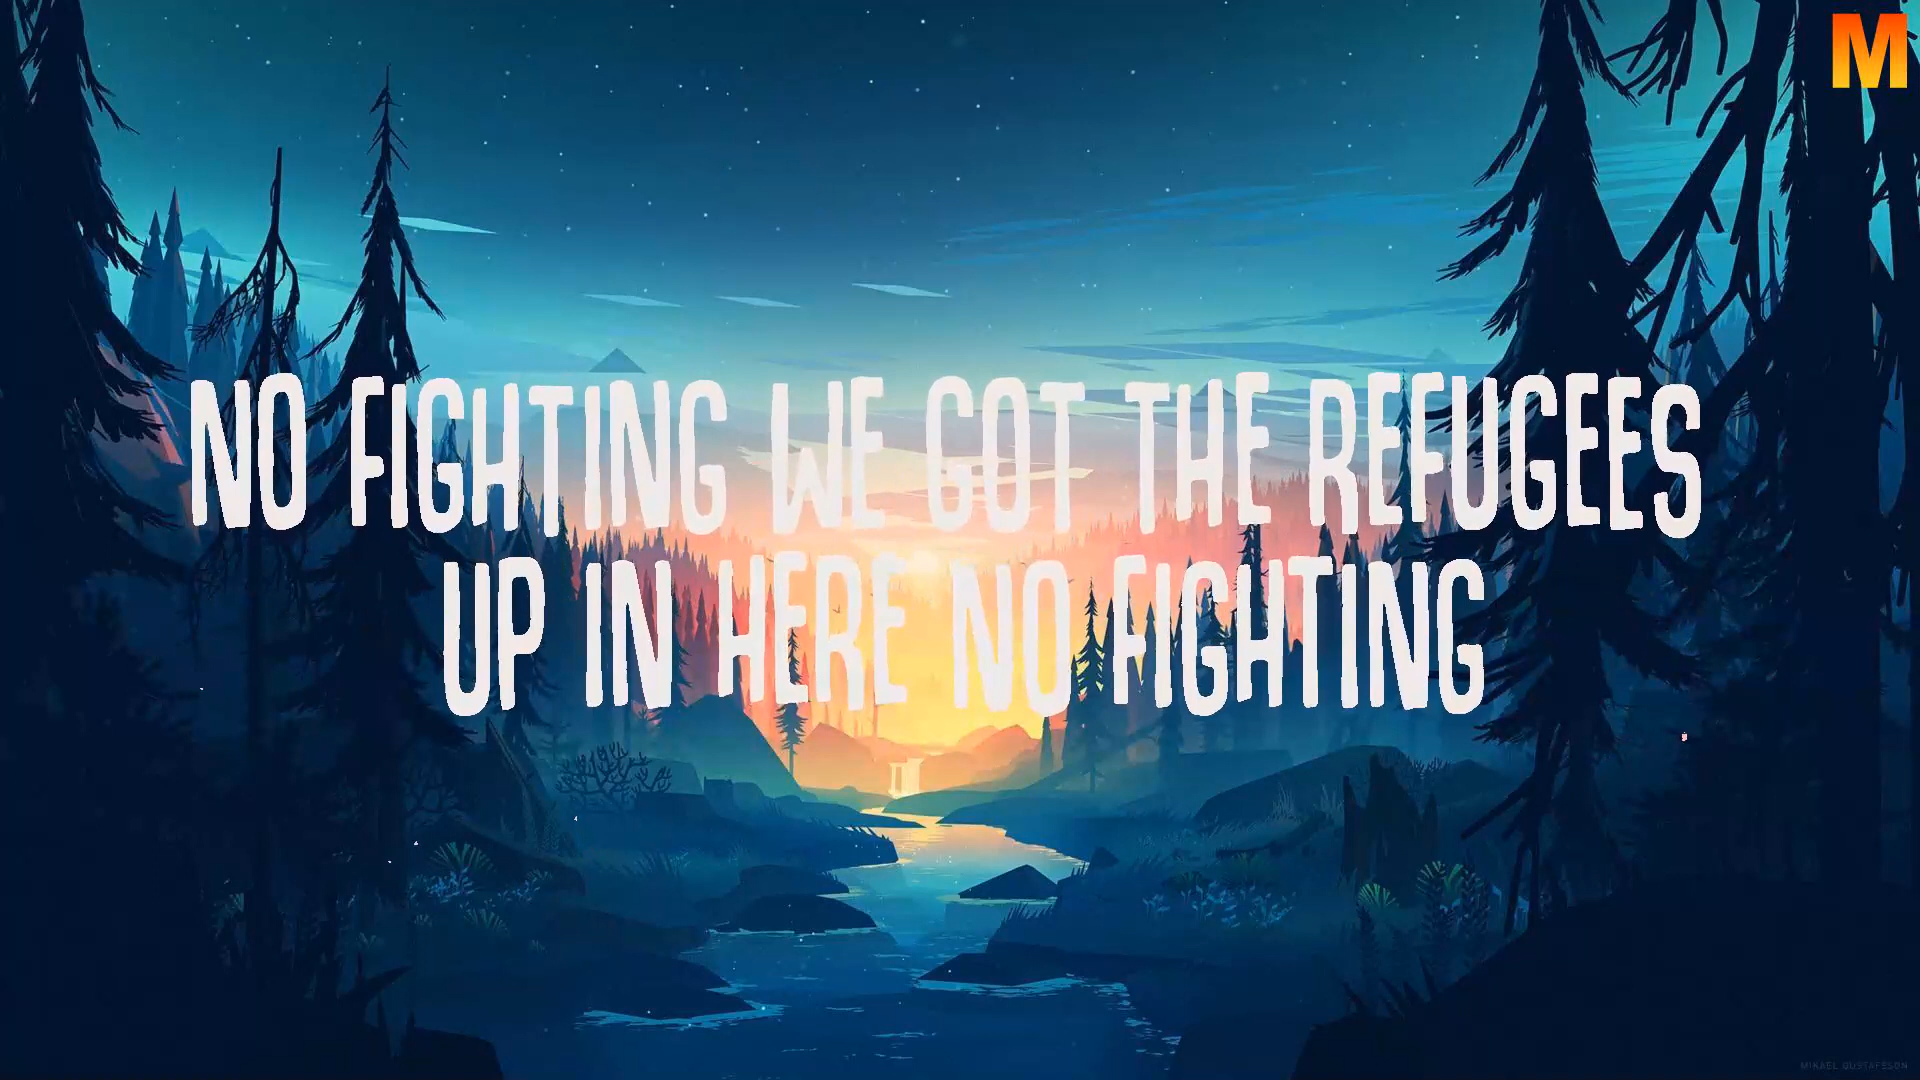 M
NO FIGHTING WE GOT THE REFUGEES
UP IN HERE NO FIGHTING
MIKAEL GUSTAFSSON